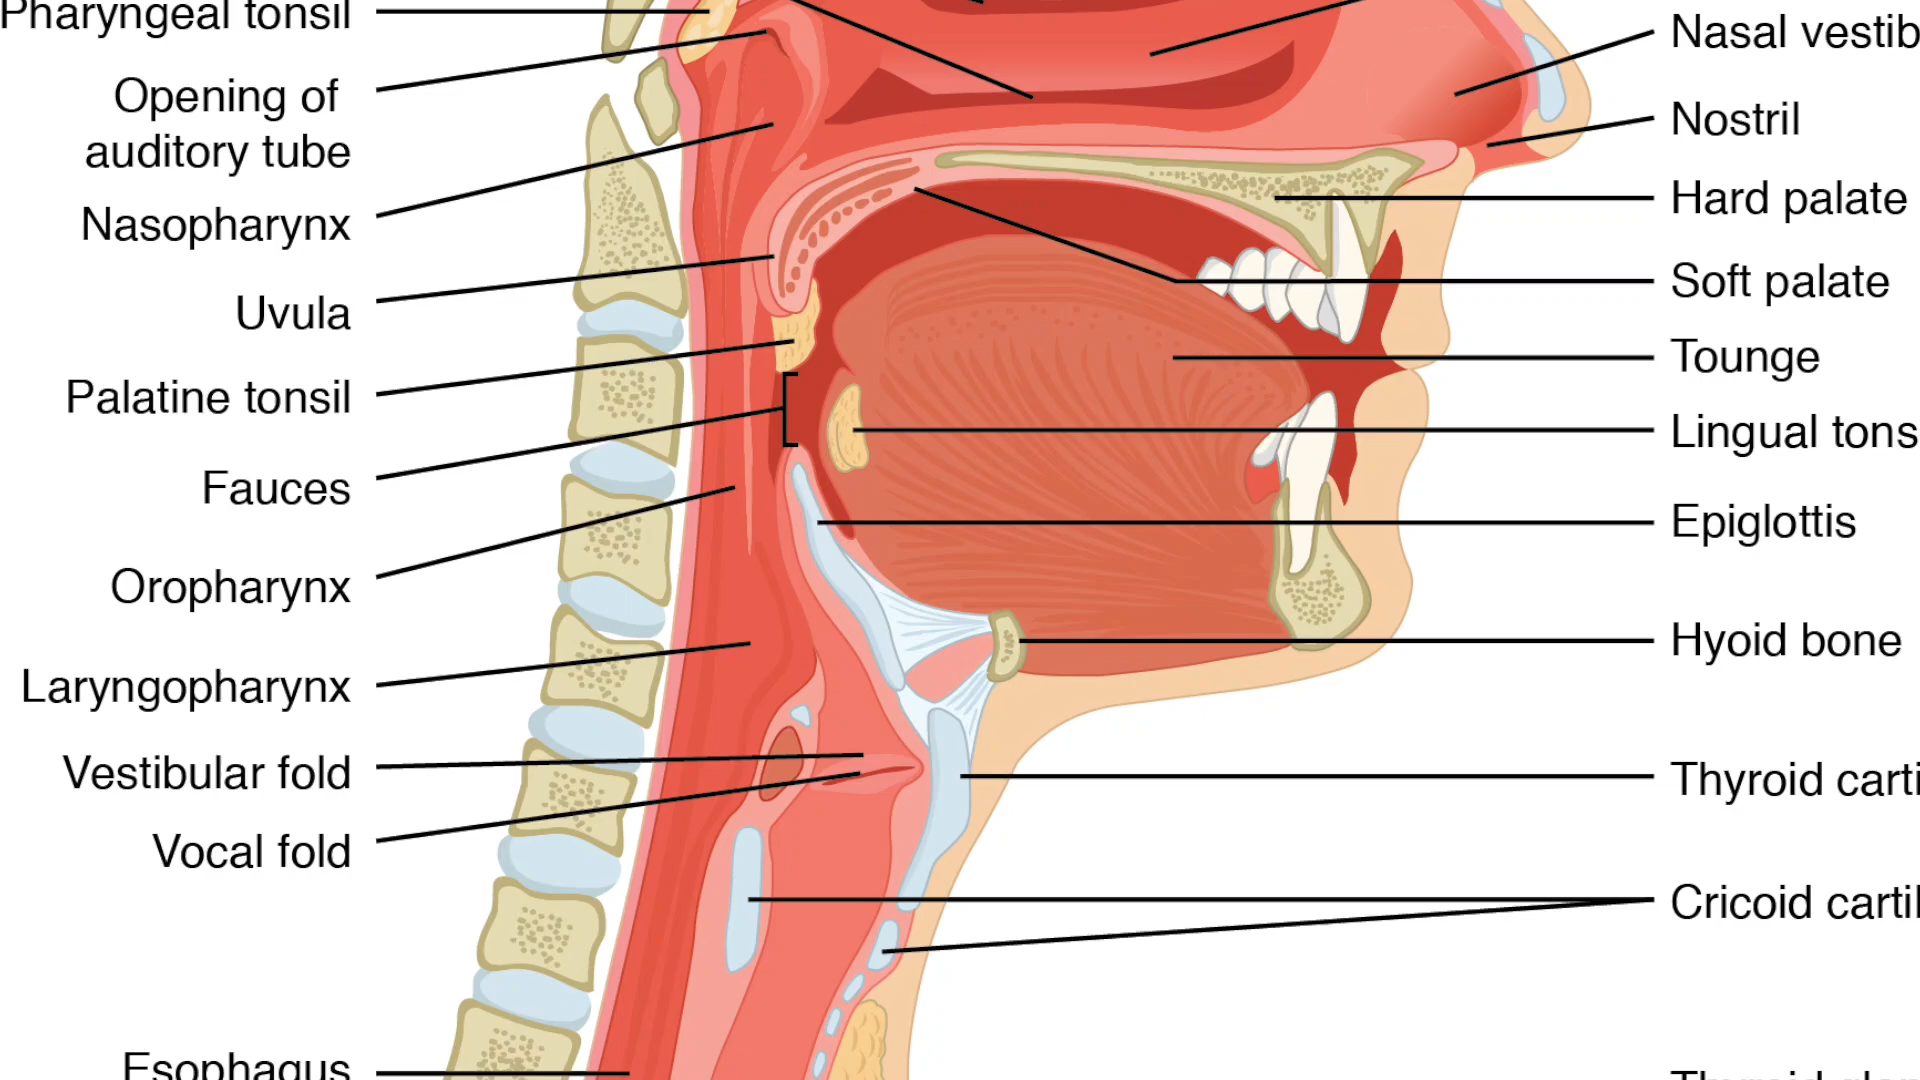 Pharyngeal tonsil
Opening of
auditory tube
Nasopharynx
Uvula
Palatine tonsil
Fauces
Oropharynx
Laryngopharynx
Vestibular fold
Vocal fold
Esophagus
Nasal vestib
Nostril
Hard palate
Soft palate
Tounge
Lingual tons
Epiglottis
Hyoid bone
Thyroid carti
Cricoid cartil